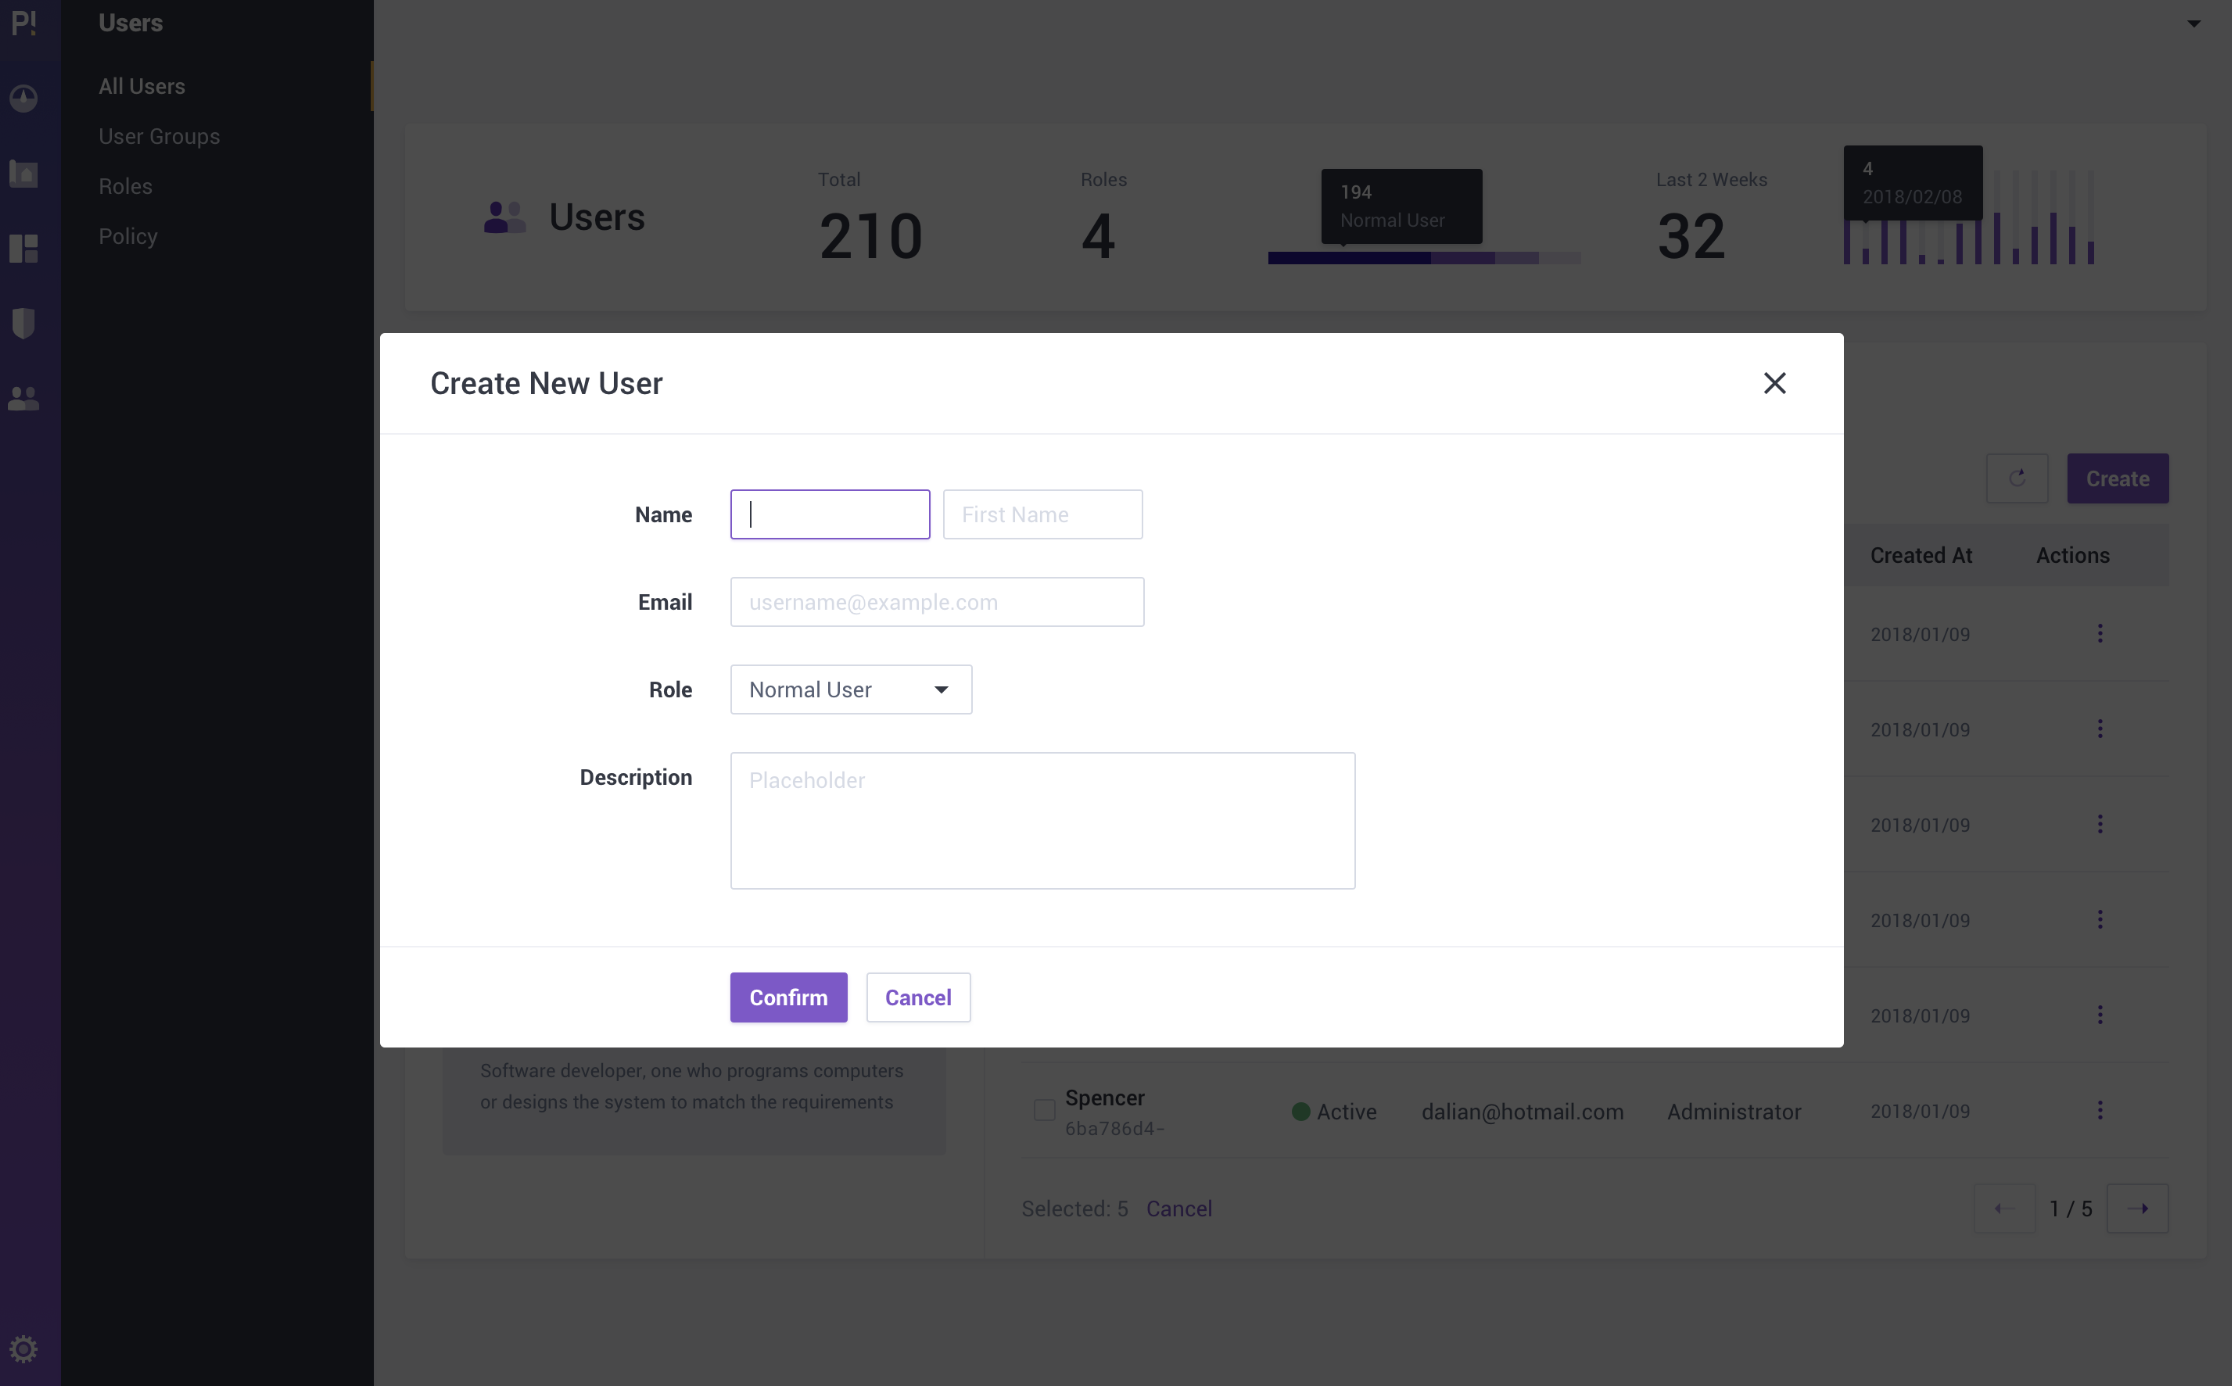 P!
Users
All Users
User Groups
Roles
Policy
Users
Total
210
Roles
4
194
Normal User
Last 2 Weeks
32
4
2018/02/08
Create New User
Name
First Name
Email
username@example.com
Role
Normal User
Description
Placeholder
Confirm
Cancel
Create
Created At
Actions
2018/01/09
2018/01/09
2018/01/09
2018/01/09
2018/01/09
Software developer, one who programs computers
or designs the system to match the requirements
Spencer
6ba786d4-
Active
dalian@hotmail.com
Administrator
2018/01/09
Selected: 5
Cancel
1 / 5